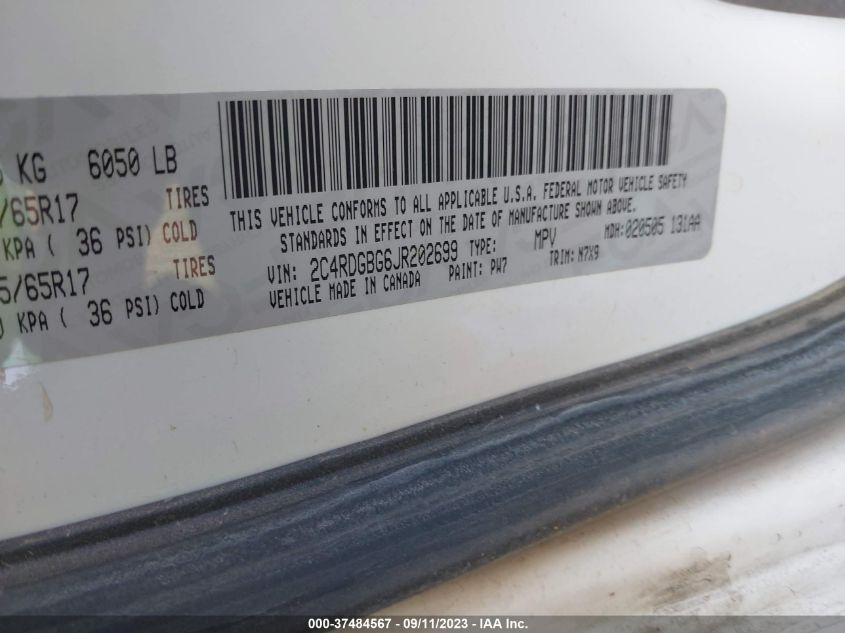 KG 6050 LB
/65R17 TIRES
KPA ( 36 PSI) COLD
5/65R17 TIRES
KPA ( 36 PSI) COLD
THIS VEHICLE CONFORMS TO ALL APPLICABLE U.S.A. FEDERAL MOTOR VEHICLE SAFETY
STANDARDS IN EFFECT ON THE DATE OF MANUFACTURE SHOWN ABOVE.
MDH: 020505 131AA
VIN: 2C4RDGBG6JR202699 TYPE: MPV
VEHICLE MADE IN CANADA PAINT: PW7 TRIM: N7X9
000-37484567 - 09/11/2023 - IAA Inc.